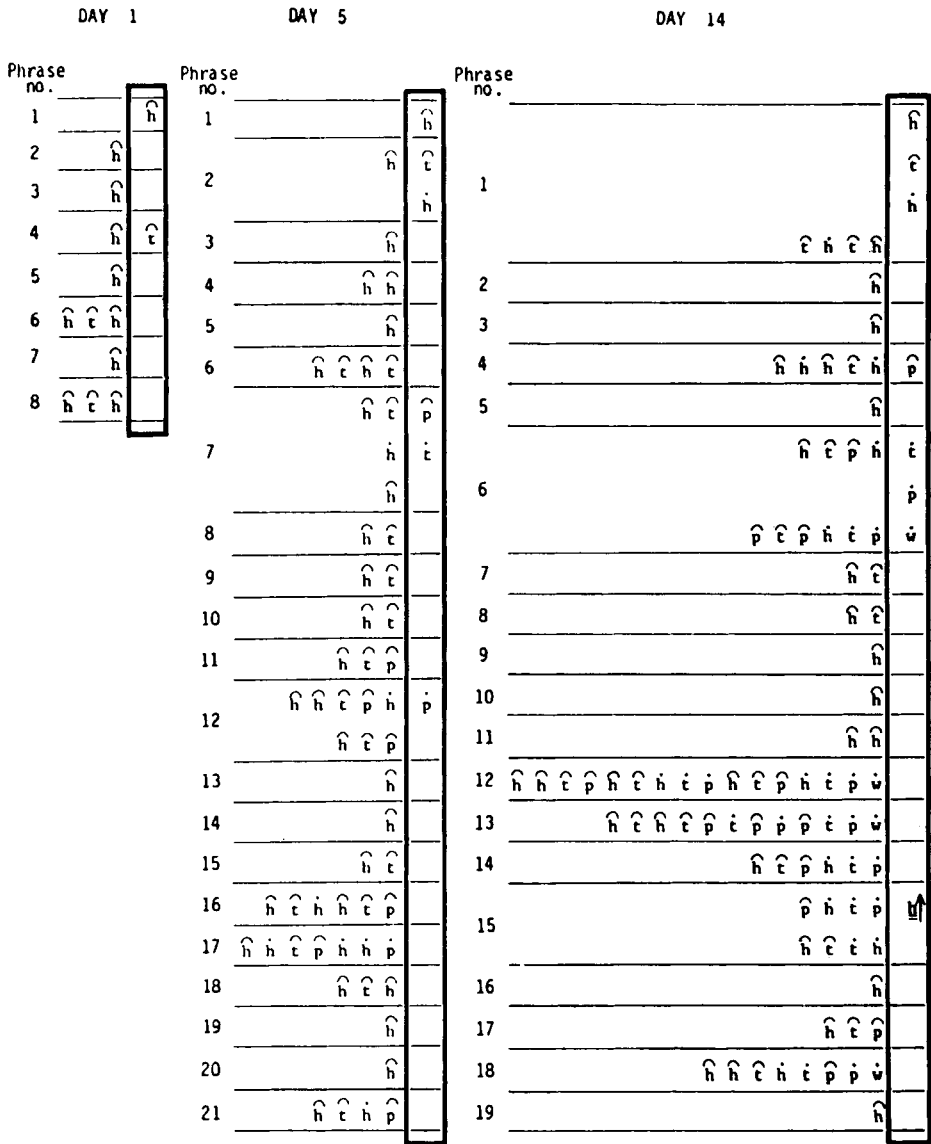 DAY 1
Phrase
no.
1 h̑
2 h̑
3 h̑
4 h̑ t̑
5 h̑
6 h̑ t̑ h̑
7 h̑
8 h̑ t̑ h̑
DAY 5
Phrase
no.
1 h̑
2 h̑ t̑
ḣ
3 h̑
4 h̑ h̑
5 h̑
6 h̑ t̑ h̑ t̑
7 h̑ t̑ p̑
ḣ ṫ
h̑
8 h̑ t̑
9 h̑ t̑
10 h̑ t̑
11 h̑ t̑ p̑
12 h̑ h̑ t̑ p̑ ḣ ṗ
h̑ t̑ p̑
13 h̑
14 h̑
15 h̑ t̑
16 h̑ t̑ ḣ h̑ t̑ p̑
17 h̑ ḣ t̑ p̑ ḣ ḣ ṗ
18 h̑ t̑ h̑
19 h̑
20 h̑
21 h̑ t̑ ḣ p̑
DAY 14
Phrase
no.
1 h̑
t̑
ḣ
t̑ ḣ t̑ h̑
2 h̑
3 h̑
4 h̑ ḣ h̑ t̑ ḣ p̑
5 h̑
6 h̑ t̑ p̑ ḣ ṫ
ṗ
p̑ t̑ p̑ ḣ ṫ ṗ ẇ
7 h̑ t̑
8 h̑ t̑
9 h̑
10 h̑
11 h̑ h̑
12 h̑ h̑ t̑ p̑ h̑ t̑ ḣ ṫ ṗ h̑ t̑ p̑ ḣ ṫ ṗ ẇ
13 h̑ t̑ h̑ t̑ p̑ ṫ p̑ ṗ p̑ ṫ ṗ ẇ
14 h̑ t̑ p̑ ḣ ṫ ṗ
15 p̑ ḣ ṫ ṗ
h̑ t̑ ṫ ḣ
16 h̑
17 h̑ t̑ p̑
18 h̑ h̑ t̑ ḣ ṫ p̑ ṗ ẇ
19 h̑